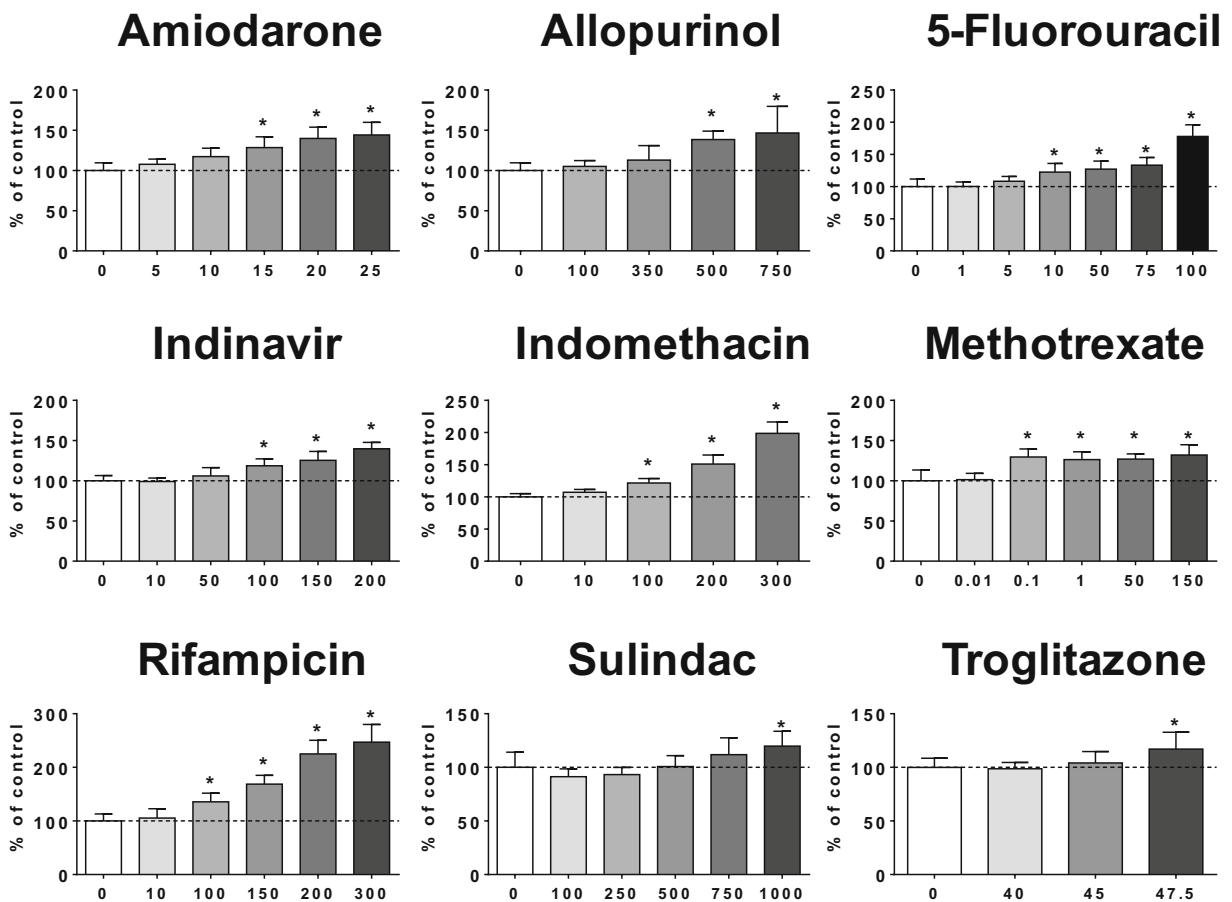 Amiodarone
% of control
200
150
100
50
0
* * *
0 5 10 15 20 25
Allopurinol
% of control
200
150
100
50
0
* *
0 100 350 500 750
5-Fluorouracil
% of control
250
200
150
100
50
0
* * * *
0 1 5 10 50 75 100
Indinavir
% of control
200
150
100
50
0
* * *
0 10 50 100 150 200
Indomethacin
% of control
250
200
150
100
50
0
* * *
0 10 100 200 300
Methotrexate
% of control
200
150
100
50
0
* * * *
0 0.01 0.1 1 50 150
Rifampicin
% of control
300
200
100
0
* * * *
0 10 100 150 200 300
Sulindac
% of control
150
100
50
0
*
0 100 250 500 750 1000
Troglitazone
% of control
150
100
50
0
*
0 40 45 47.5